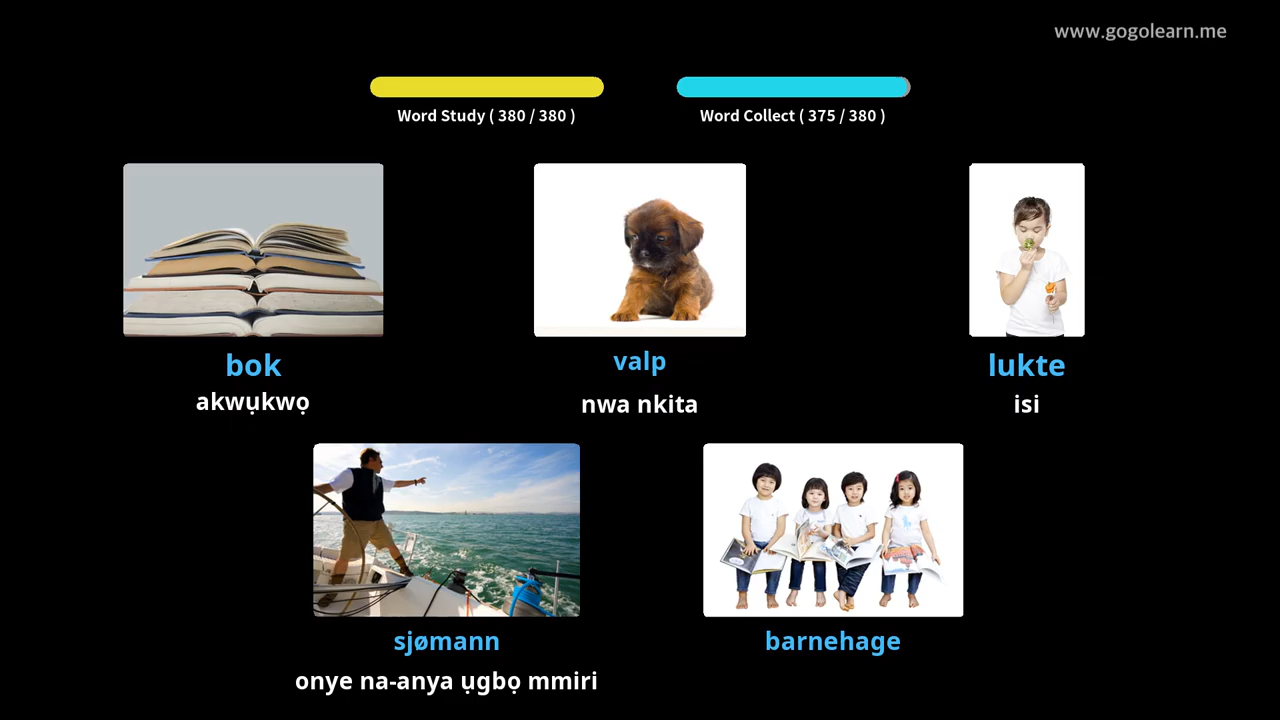 www.gogolearn.me
Word Study ( 380 / 380 )
Word Collect ( 375 / 380 )
bok
akwụkwọ
valp
nwa nkita
lukte
isi
sjømann
onye na-anya ụgbọ mmiri
barnehage